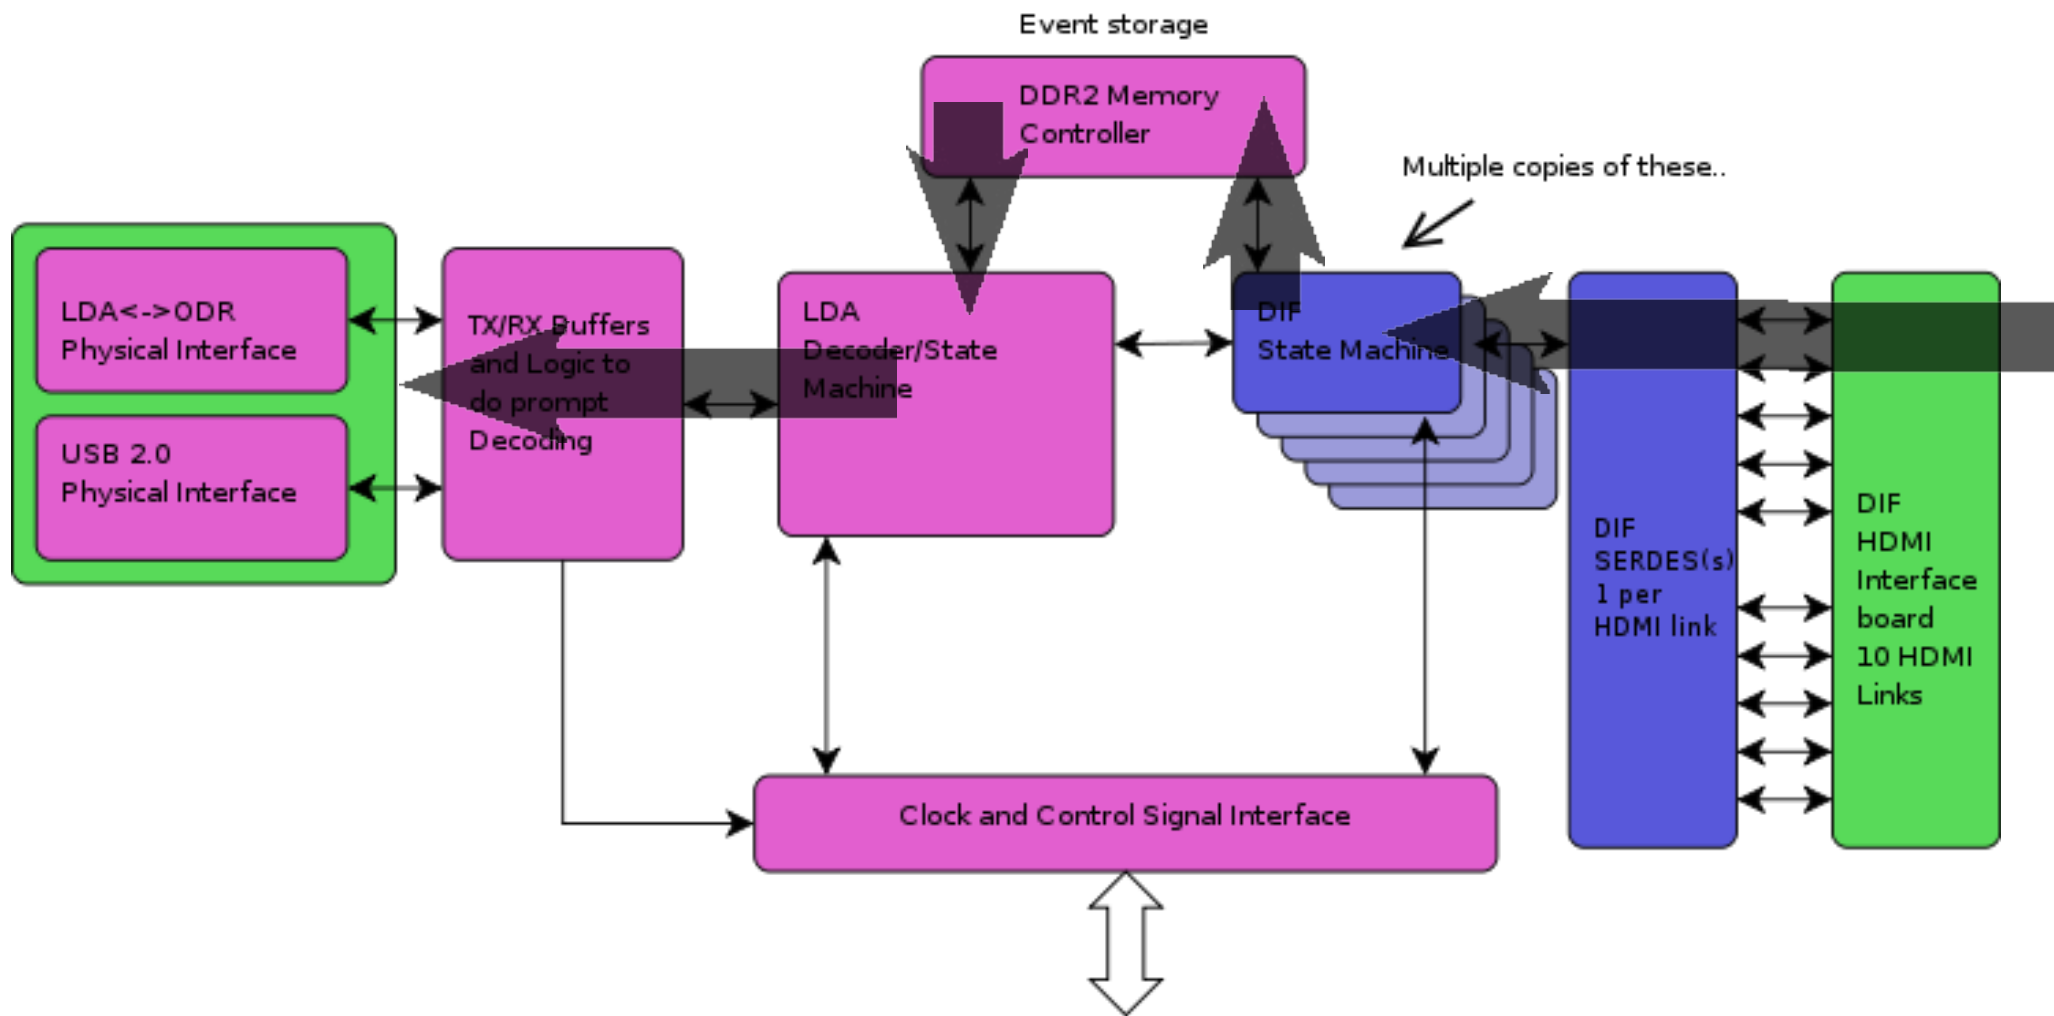 Event storage
DDR2 Memory
Controller
Multiple copies of these..
LDA<->ODR
Physical Interface
USB 2.0
Physical Interface
TX/RX Buffers
and Logic to
do prompt
Decoding
LDA
Decoder/State
Machine
DIF
State Machine
DIF
SERDES(s)
1 per
HDMI link
DIF
HDMI
Interface
board
10 HDMI
Links
Clock and Control Signal Interface